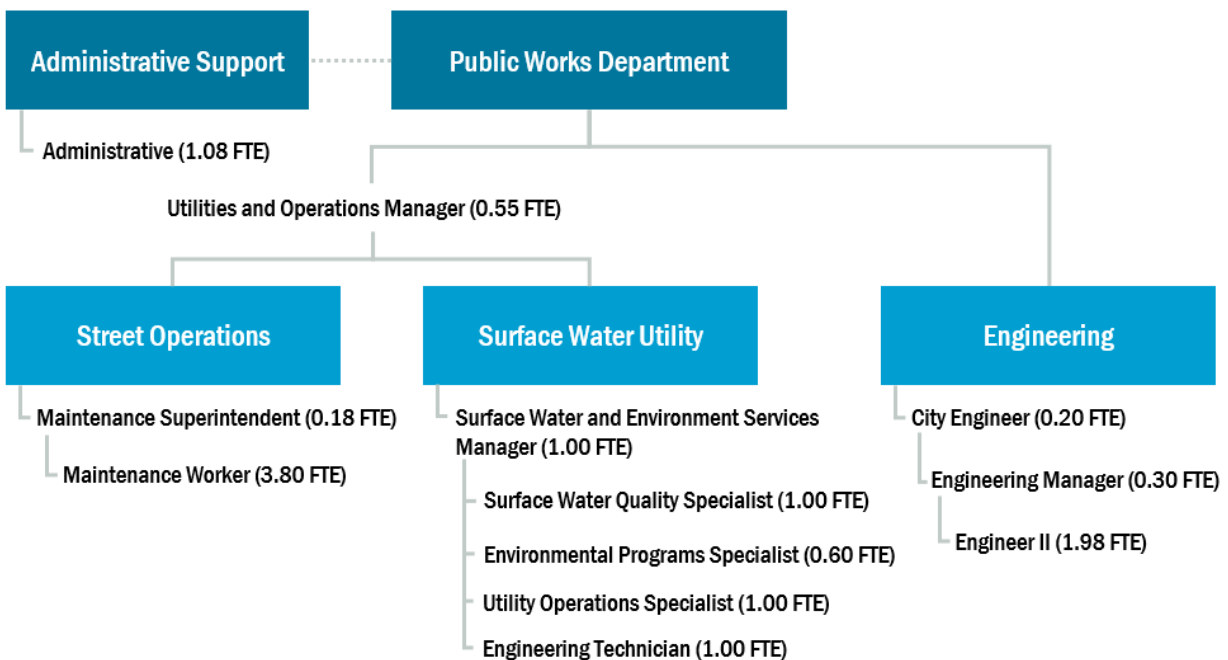 Administrative Support
Public Works Department
Administrative (1.08 FTE)
Utilities and Operations Manager (0.55 FTE)
Street Operations
Surface Water Utility
Engineering
Maintenance Superintendent (0.18 FTE)
Maintenance Worker (3.80 FTE)
Surface Water and Environment Services
Manager (1.00 FTE)
Surface Water Quality Specialist (1.00 FTE)
Environmental Programs Specialist (0.60 FTE)
Utility Operations Specialist (1.00 FTE)
Engineering Technician (1.00 FTE)
City Engineer (0.20 FTE)
Engineering Manager (0.30 FTE)
Engineer II (1.98 FTE)